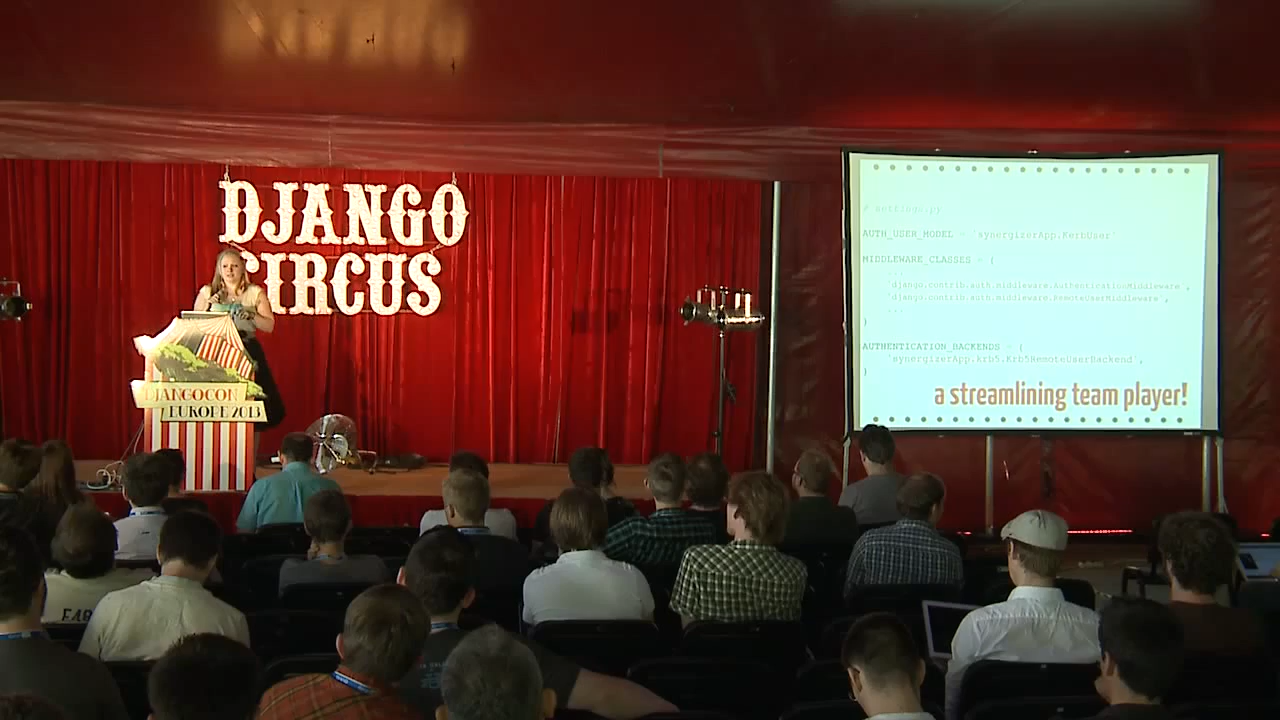 DJANGO
CIRCUS
DJANGOCON
EUROPE 2013
# settings.py
AUTH_USER_MODEL = 'synergizerApp.KerbUser'
MIDDLEWARE_CLASSES = (
...
'django.contrib.auth.middleware.AuthenticationMiddleware',
'django.contrib.auth.middleware.RemoteUserMiddleware',
...
)
AUTHENTICATION_BACKENDS = (
'synergizerApp.krb5.Krb5RemoteUserBackend',
)
a streamlining team player!